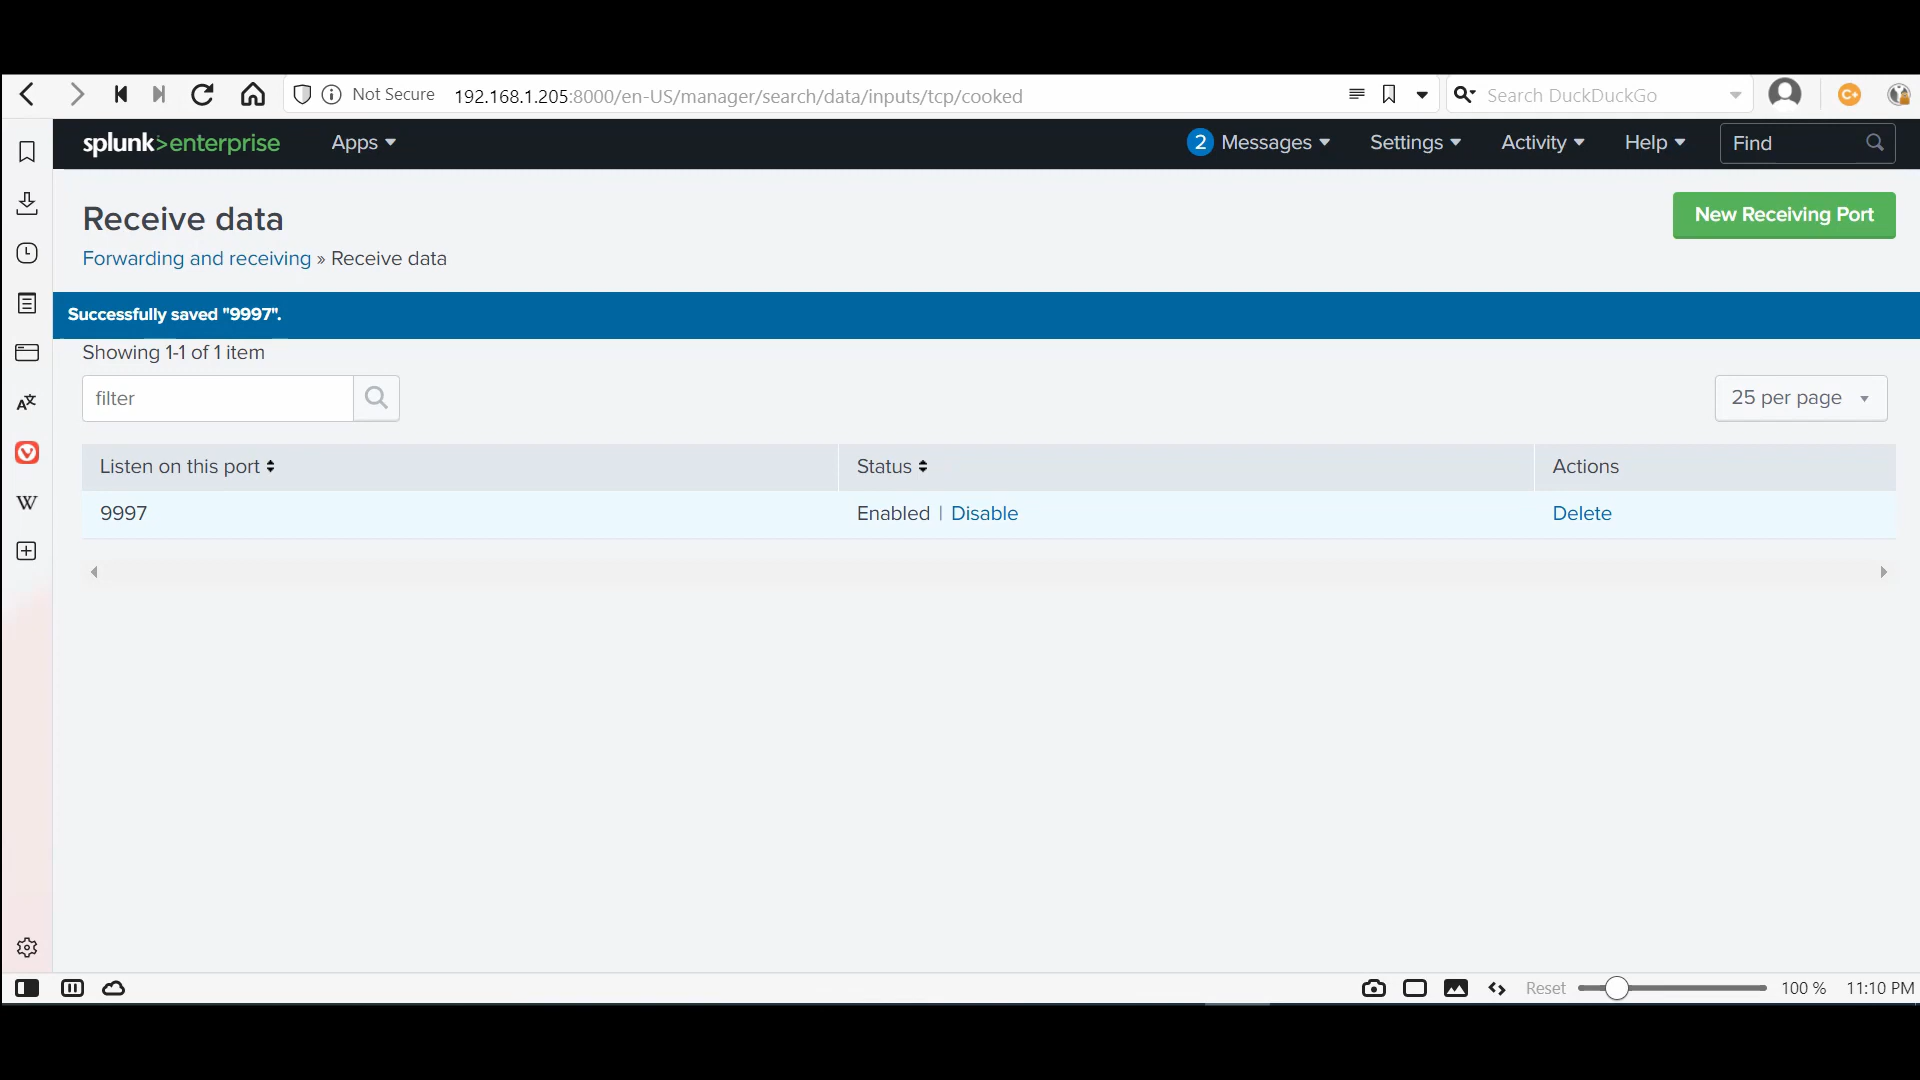 Not Secure 192.168.1.205:8000/en-US/manager/search/data/inputs/tcp/cooked Search DuckDuckGo
splunk>enterprise Apps 2 Messages Settings Activity Help Find
Receive data
New Receiving Port
Forwarding and receiving » Receive data
Successfully saved "9997".
Showing 1-1 of 1 item
filter
25 per page
Listen on this port Status Actions
9997 Enabled | Disable Delete
Reset 100 % 11:10 PM